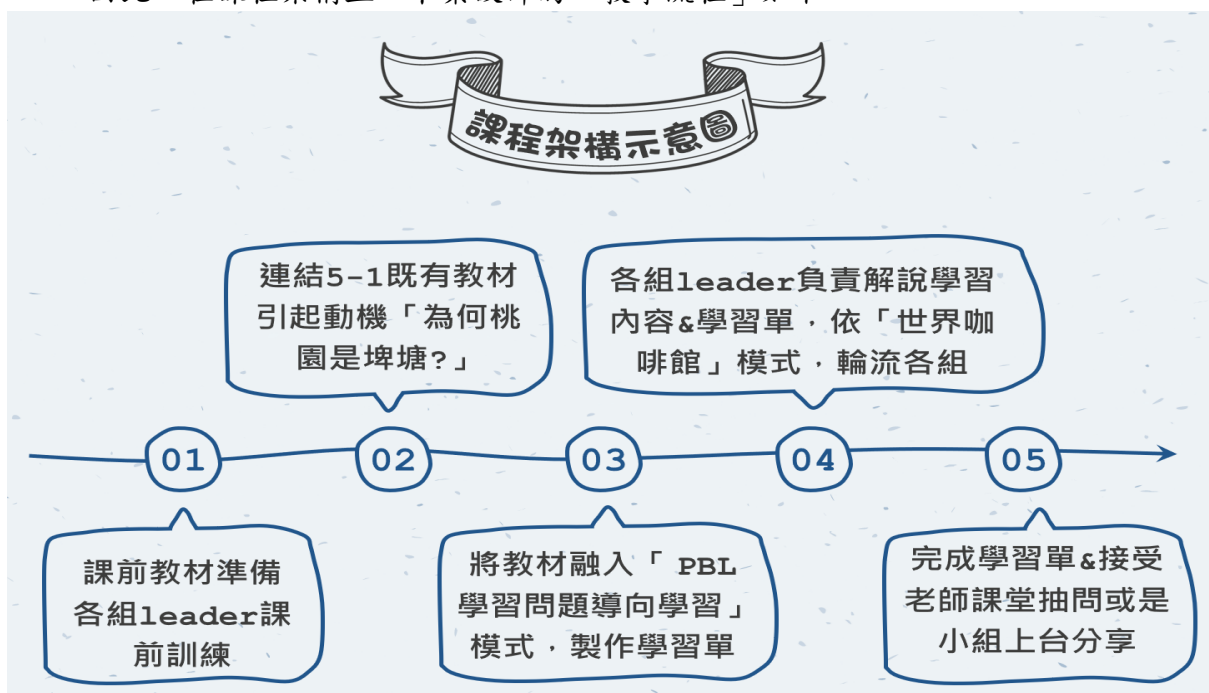 課程架構示意圖
連結5-1既有教材
引起動機「為何桃
園是埤塘?」
各組leader負責解說學習
內容&學習單，依「世界咖
啡館」模式，輪流各組
01
02
03
04
05
課前教材準備
各組leader課
前訓練
將教材融入「 PBL
學習問題導向學習」
模式，製作學習單
完成學習單&接受
老師課堂抽問或是
小組上台分享